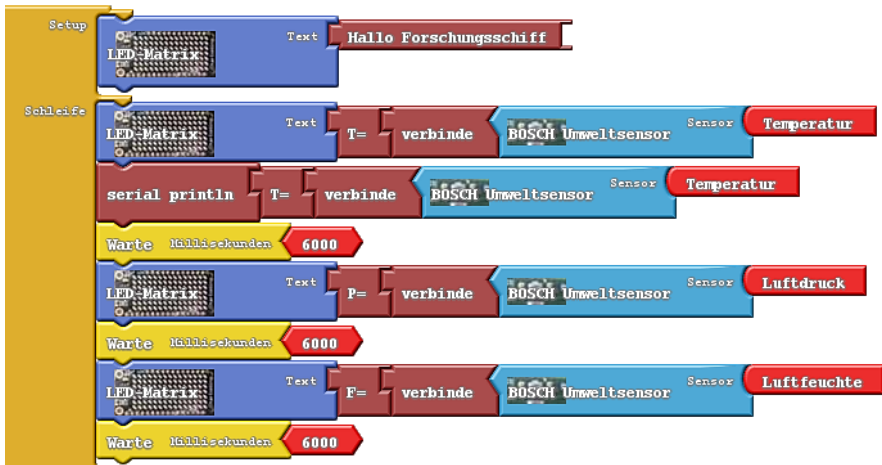 Setup
LED-Matrix Text Hallo Forschungsschiff
Schleife
LED-Matrix Text T= verbinde BOSCH Umweltsensor Sensor Temperatur
serial println T= verbinde BOSCH Umweltsensor Sensor Temperatur
Warte Millisekunden 6000
LED-Matrix Text P= verbinde BOSCH Umweltsensor Sensor Luftdruck
Warte Millisekunden 6000
LED-Matrix Text F= verbinde BOSCH Umweltsensor Sensor Luftfeuchte
Warte Millisekunden 6000